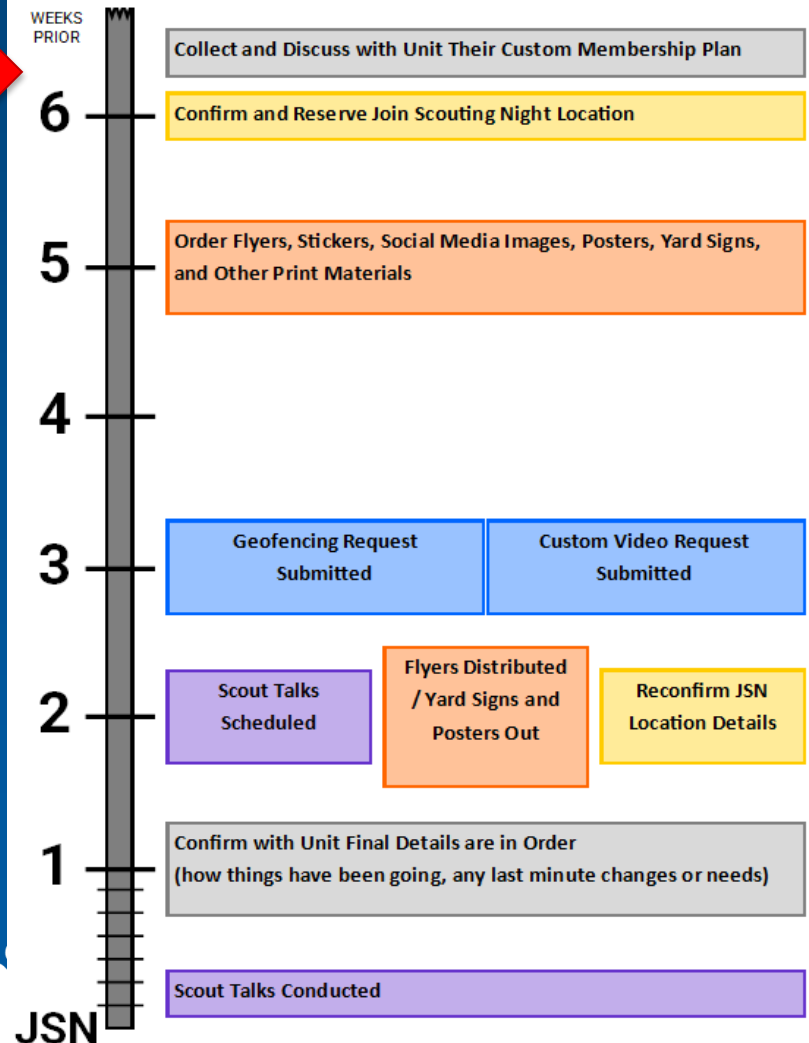 WEEKS
PRIOR
Collect and Discuss with Unit Their Custom Membership Plan
6
Confirm and Reserve Join Scouting Night Location
5
Order Flyers, Stickers, Social Media Images, Posters, Yard Signs,
and Other Print Materials
4
3
Geofencing Request
Submitted
Custom Video Request
Submitted
2
Scout Talks
Scheduled
Flyers Distributed
/ Yard Signs and
Posters Out
Reconfirm JSN
Location Details
1
Confirm with Unit Final Details are in Order
(how things have been going, any last minute changes or needs)
Scout Talks Conducted
JSN